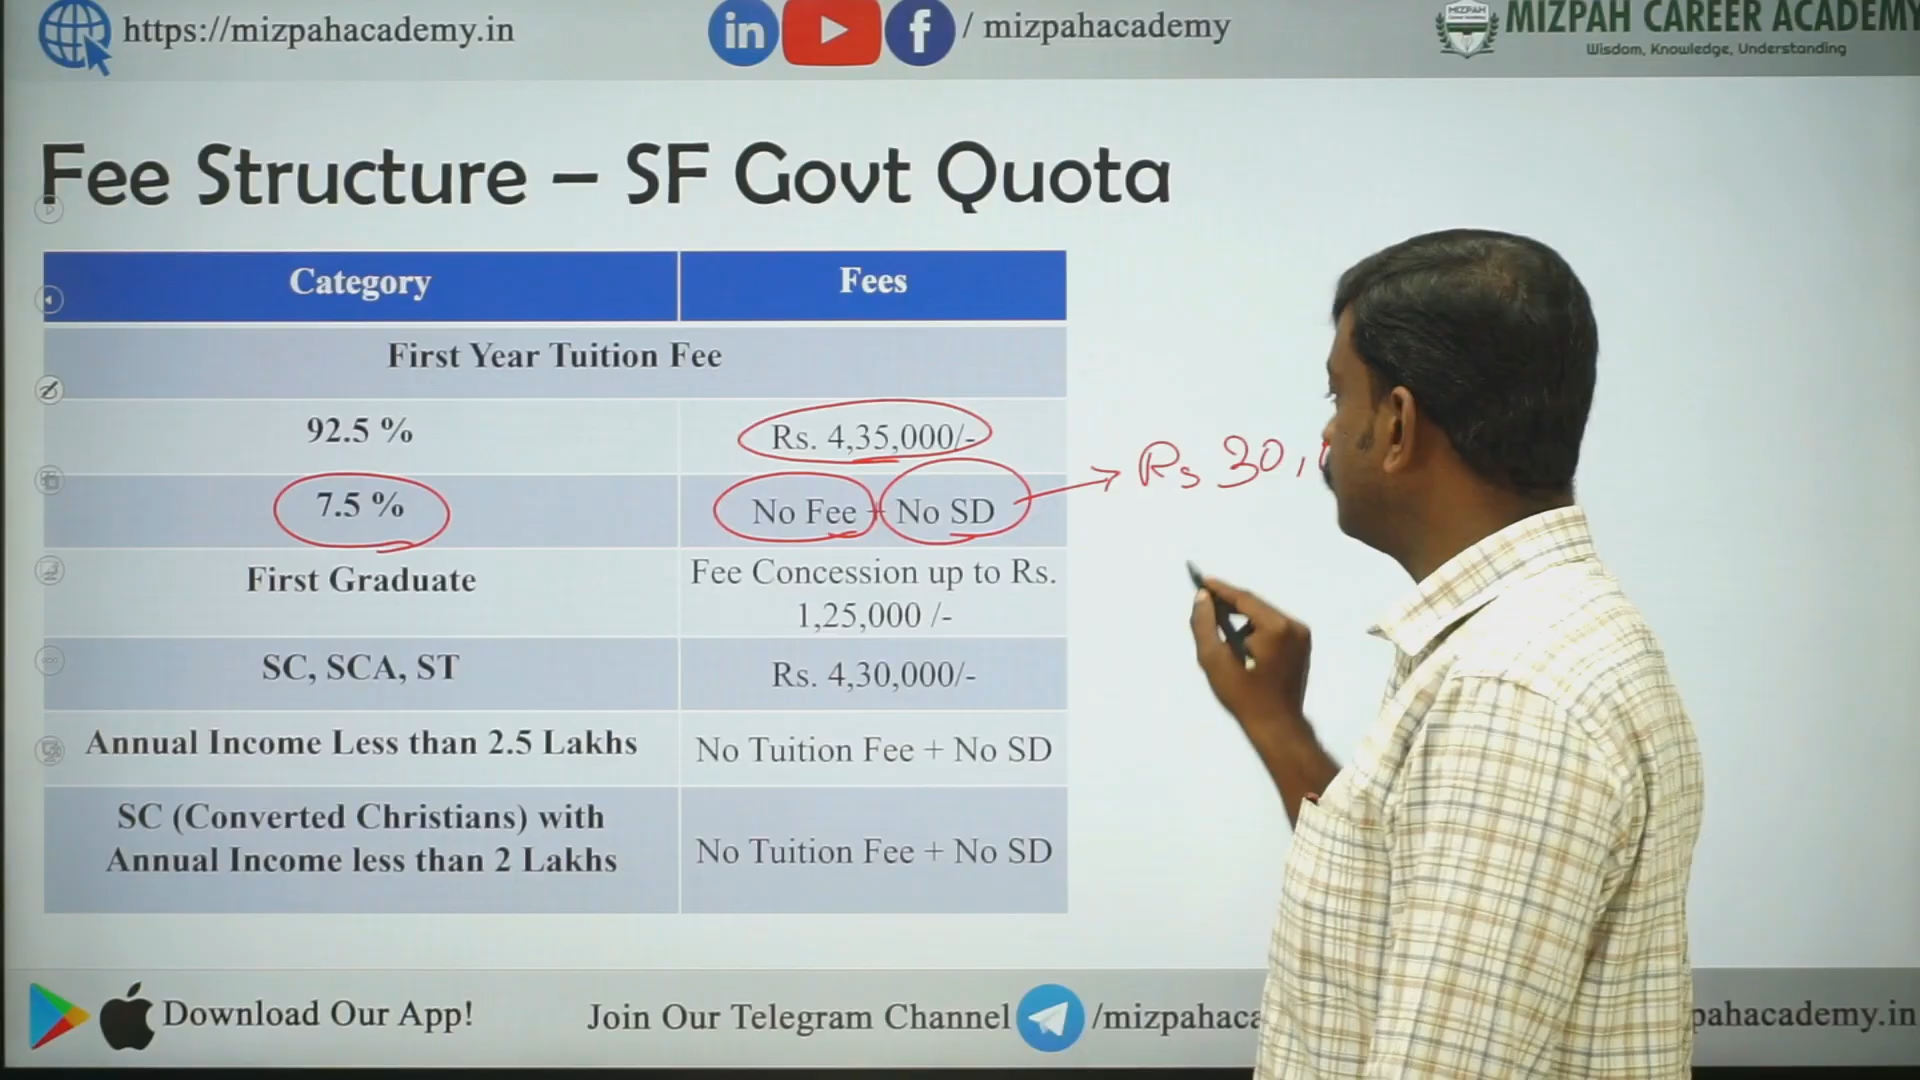 https://mizpahacademy.in
in f / mizpahacademy
MIZPAH CAREER ACADEMY
Wisdom, Knowledge, Understanding
Fee Structure – SF Govt Quota
Category Fees
First Year Tuition Fee
92.5 % Rs. 4,35,000/-
7.5 % No Fee + No SD → Rs 30,
First Graduate Fee Concession up to Rs.
1,25,000 /-
SC, SCA, ST Rs. 4,30,000/-
Annual Income Less than 2.5 Lakhs No Tuition Fee + No SD
SC (Converted Christians) with
Annual Income less than 2 Lakhs No Tuition Fee + No SD
Download Our App! Join Our Telegram Channel /mizpahaca pahacademy.in